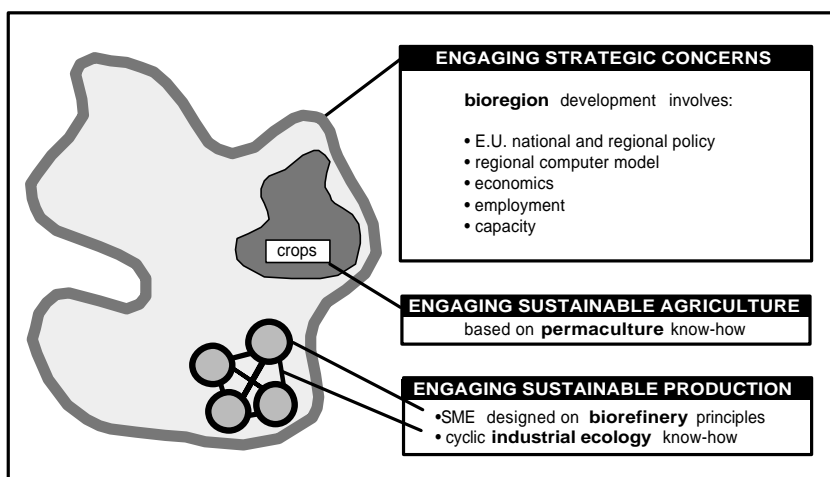 ENGAGING STRATEGIC CONCERNS
bioregion development involves:
• E.U. national and regional policy
• regional computer model
• economics
• employment
• capacity
crops
ENGAGING SUSTAINABLE AGRICULTURE
based on permaculture know-how
ENGAGING SUSTAINABLE PRODUCTION
•SME designed on biorefinery principles
• cyclic industrial ecology know-how